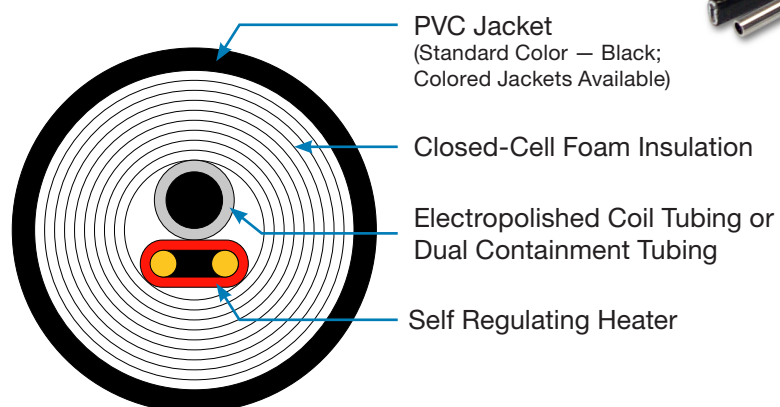 PVC Jacket
(Standard Color — Black;
Colored Jackets Available)
Closed-Cell Foam Insulation
Electropolished Coil Tubing or
Dual Containment Tubing
Self Regulating Heater